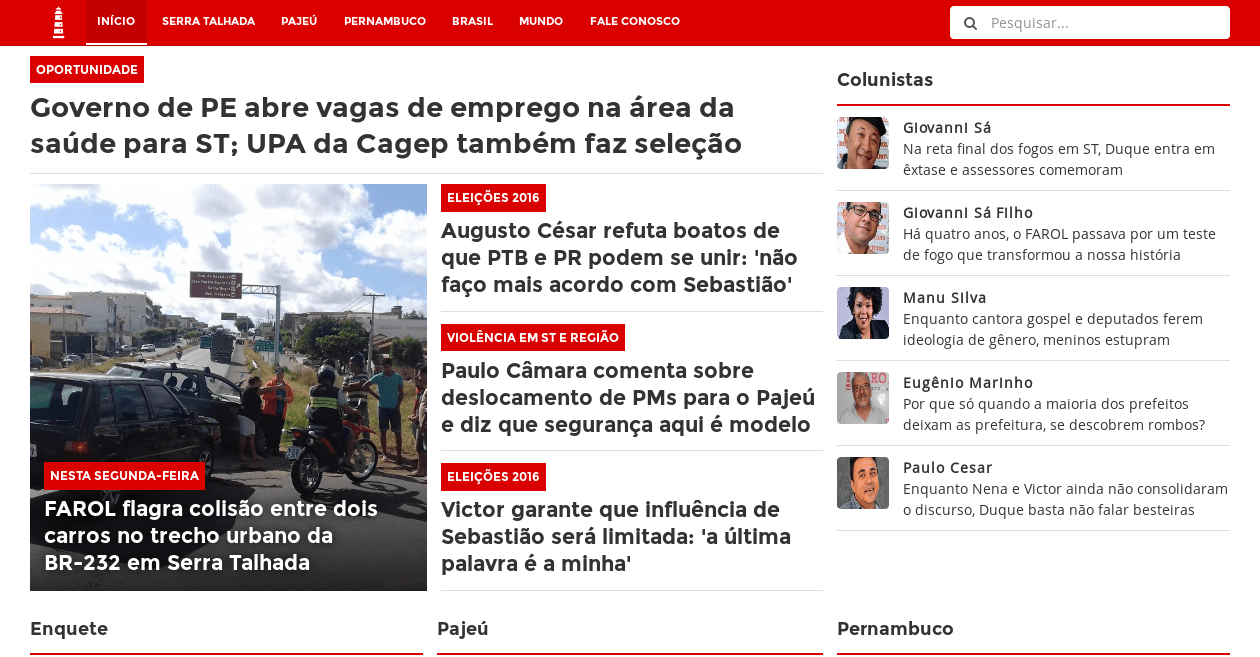 INÍCIO SERRA TALHADA PAJEÚ PERNAMBUCO BRASIL MUNDO FALE CONOSCO Pesquisar...
OPORTUNIDADE
Governo de PE abre vagas de emprego na área da
saúde para ST; UPA da Cagep também faz seleção
NESTA SEGUNDA-FEIRA
FAROL flagra colisão entre dois
carros no trecho urbano da
BR-232 em Serra Talhada
ELEIÇÕES 2016
Augusto César refuta boatos de
que PTB e PR podem se unir: 'não
faço mais acordo com Sebastião'
VIOLÊNCIA EM ST E REGIÃO
Paulo Câmara comenta sobre
deslocamento de PMs para o Pajeú
e diz que segurança aqui é modelo
ELEIÇÕES 2016
Victor garante que influência de
Sebastião será limitada: 'a última
palavra é a minha'
Colunistas
Giovanni Sá
Na reta final dos fogos em ST, Duque entra em
êxtase e assessores comemoram
Giovanni Sá Filho
Há quatro anos, o FAROL passava por um teste
de fogo que transformou a nossa história
Manu Silva
Enquanto cantora gospel e deputados ferem
ideologia de gênero, meninos estupram
Eugênio Marinho
Por que só quando a maioria dos prefeitos
deixam as prefeitura, se descobrem rombos?
Paulo Cesar
Enquanto Nena e Victor ainda não consolidaram
o discurso, Duque basta não falar besteiras
Enquete
Pajeú
Pernambuco